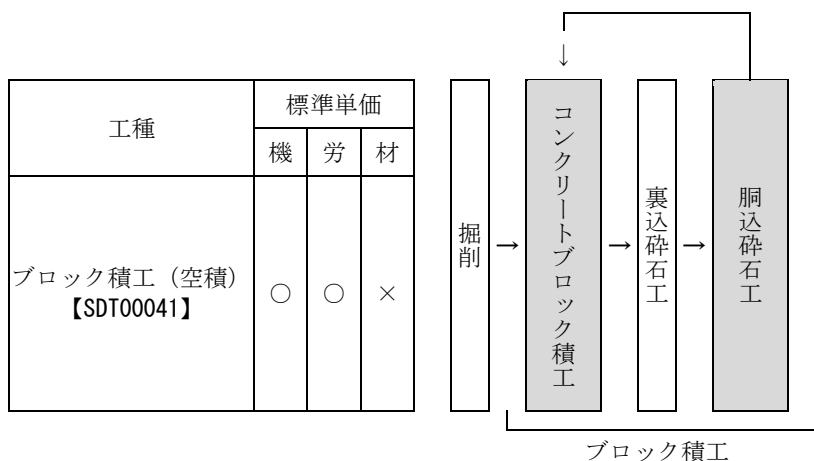 工種
標準単価
機
労
材
ブロック積工（空積）
【SDT00041】
○
○
×
掘削
→
↓
コンクリートブロック積工
→
裏込砕石工
→
胴込砕石工
ブロック積工